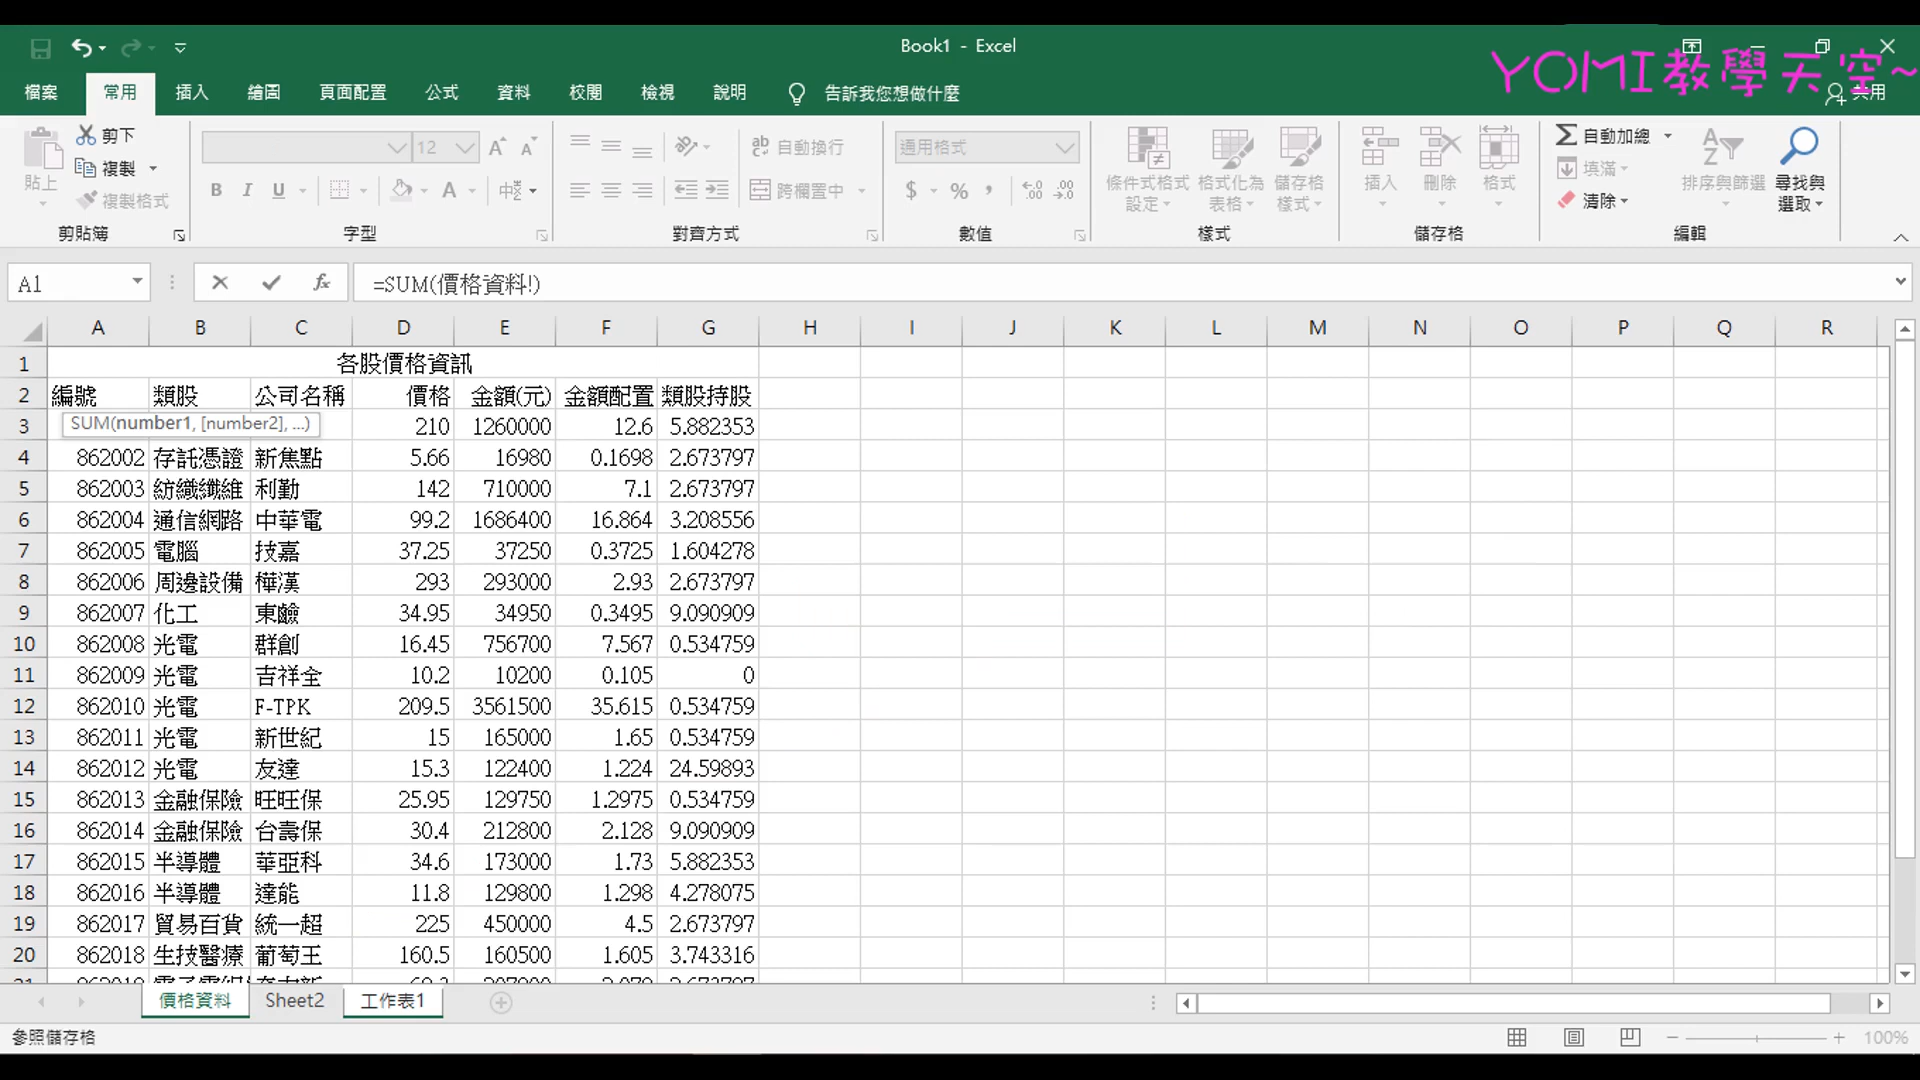 Book1 - Excel
YOMI教學天空~
檔案 常用 插入 繪圖 頁面配置 公式 資料 校閱 檢視 說明 告訴我您想做什麼 共用
貼上 剪下 複製 複製格式 剪貼簿
12 B I U A 中 字型
自動換行 跨欄置中 對齊方式
通用格式 $ % 數值
條件式格式設定 格式化為表格 儲存格樣式 樣式
插入 刪除 格式 儲存格
自動加總 填滿 清除 排序與篩選 尋找與選取 編輯
A1 fx =SUM(價格資料!)
A B C D E F G H I J K L M N O P Q R
1 各股價格資訊
2 編號 類股 公司名稱 價格 金額(元) 金額配置 類股持股
SUM(number1, [number2], ...)
3 210 1260000 12.6 5.882353
4 862002 存託憑證 新焦點 5.66 16980 0.1698 2.673797
5 862003 紡織纖維 利勤 142 710000 7.1 2.673797
6 862004 通信網路 中華電 99.2 1686400 16.864 3.208556
7 862005 電腦 技嘉 37.25 37250 0.3725 1.604278
8 862006 周邊設備 樺漢 293 293000 2.93 2.673797
9 862007 化工 東鹼 34.95 34950 0.3495 9.090909
10 862008 光電 群創 16.45 756700 7.567 0.534759
11 862009 光電 吉祥全 10.2 10200 0.105 0
12 862010 光電 F-TPK 209.5 3561500 35.615 0.534759
13 862011 光電 新世紀 15 165000 1.65 0.534759
14 862012 光電 友達 15.3 122400 1.224 24.59893
15 862013 金融保險 旺旺保 25.95 129750 1.2975 0.534759
16 862014 金融保險 台壽保 30.4 212800 2.128 9.090909
17 862015 半導體 華亞科 34.6 173000 1.73 5.882353
18 862016 半導體 達能 11.8 129800 1.298 4.278075
19 862017 貿易百貨 統一超 225 450000 4.5 2.673797
20 862018 生技醫療 葡萄王 160.5 160500 1.605 3.743316
價格資料 Sheet2 工作表1
參照儲存格 100%